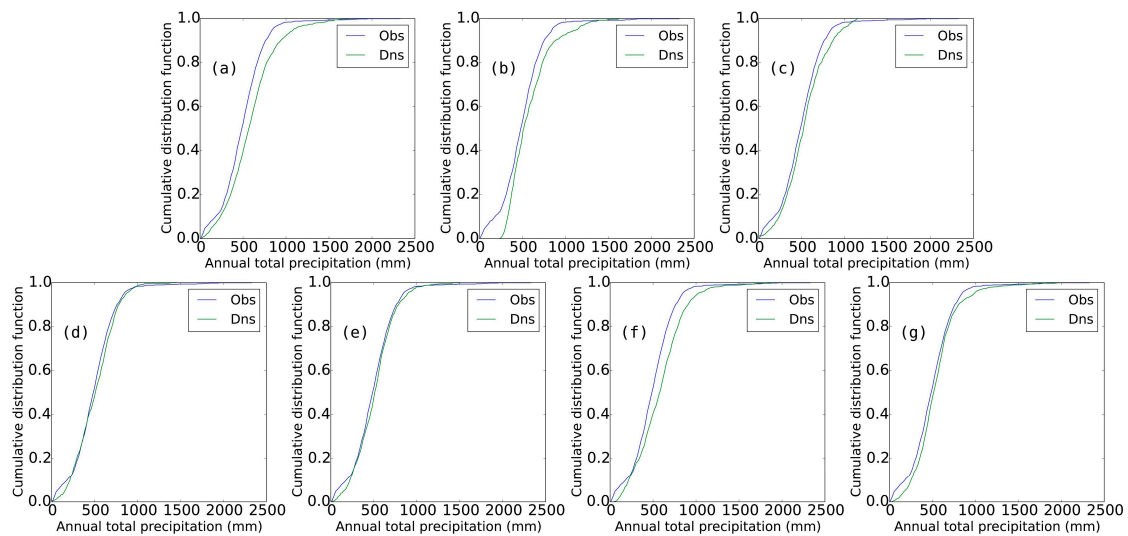 Cumulative distribution function
1.0
0.8
0.6
0.4
0.2
0.0
(a)
Obs
Dns
0 500 1000 1500 2000 2500
Annual total precipitation (mm)
Cumulative distribution function
1.0
0.8
0.6
0.4
0.2
0.0
(b)
Obs
Dns
0 500 1000 1500 2000 2500
Annual total precipitation (mm)
Cumulative distribution function
1.0
0.8
0.6
0.4
0.2
0.0
(c)
Obs
Dns
0 500 1000 1500 2000 2500
Annual total precipitation (mm)
Cumulative distribution function
1.0
0.8
0.6
0.4
0.2
0.0
(d)
Obs
Dns
0 500 1000 1500 2000 2500
Annual total precipitation (mm)
Cumulative distribution function
1.0
0.8
0.6
0.4
0.2
0.0
(e)
Obs
Dns
0 500 1000 1500 2000 2500
Annual total precipitation (mm)
Cumulative distribution function
1.0
0.8
0.6
0.4
0.2
0.0
(f)
Obs
Dns
0 500 1000 1500 2000 2500
Annual total precipitation (mm)
Cumulative distribution function
1.0
0.8
0.6
0.4
0.2
0.0
(g)
Obs
Dns
0 500 1000 1500 2000 2500
Annual total precipitation (mm)